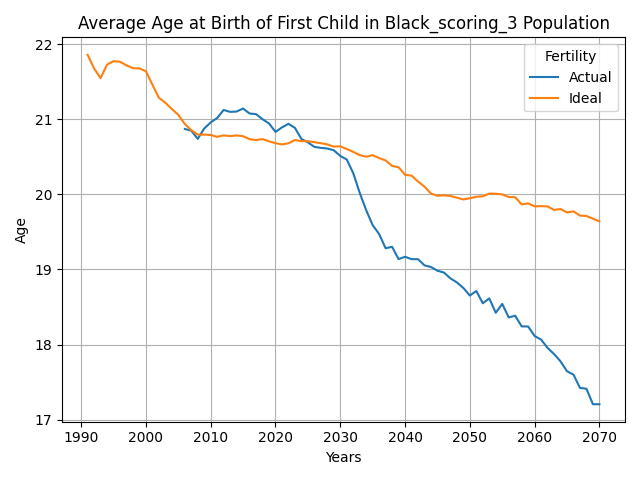 Average Age at Birth of First Child in Black_scoring_3 Population
Fertility
Actual
Ideal
Age
22
21
20
19
18
17
1990
2000
2010
2020
2030
2040
2050
2060
2070
Years